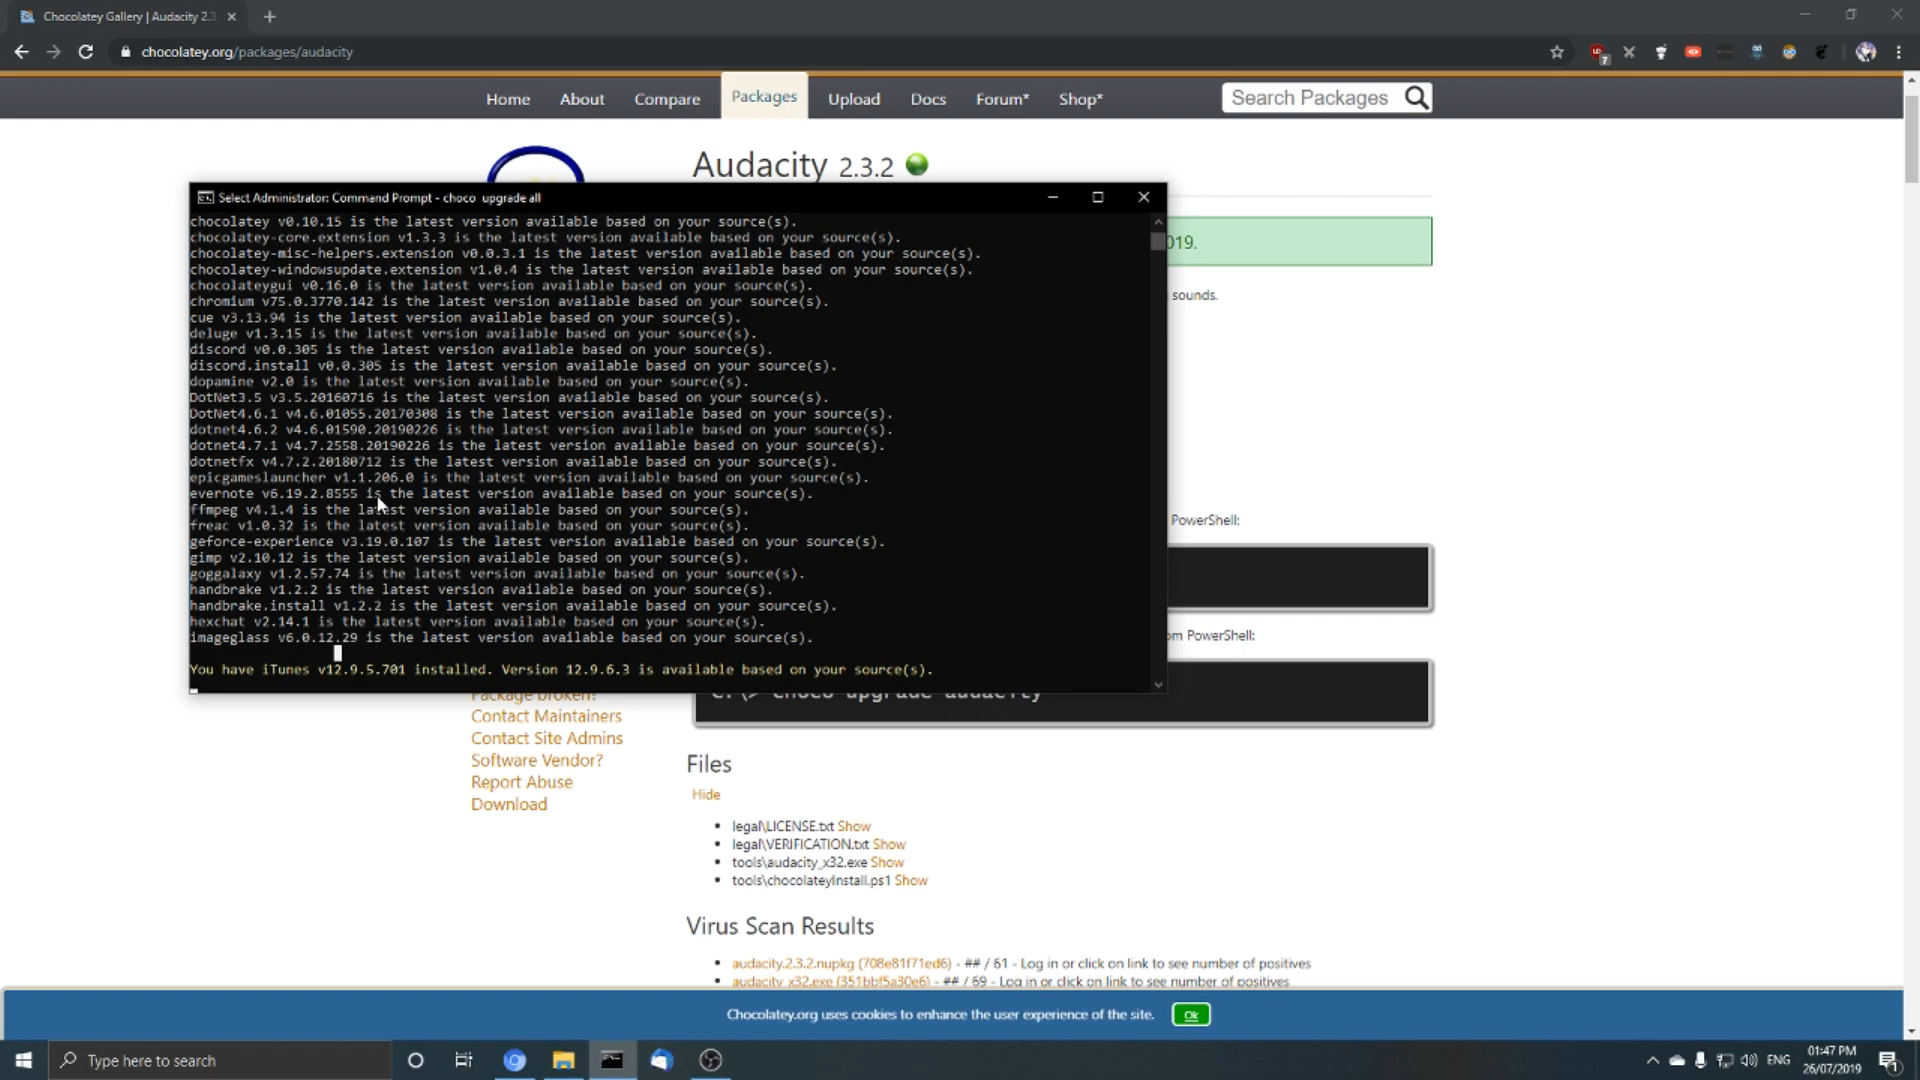 Chocolatey Gallery | Audacity 2.3
chocolatey.org/packages/audacity
7
Home About Compare Packages Upload Docs Forum* Shop* Search Packages
Audacity 2.3.2
Select Administrator: Command Prompt - choco upgrade all
chocolatey v0.10.15 is the latest version available based on your source(s).
chocolatey-core.extension v1.3.3 is the latest version available based on your source(s).
chocolatey-misc-helpers.extension v0.0.3.1 is the latest version available based on your source(s).
chocolatey-windowsupdate.extension v1.0.4 is the latest version available based on your source(s).
chocolateygui v0.16.0 is the latest version available based on your source(s).
chromium v75.0.3770.142 is the latest version available based on your source(s).
cue v3.13.94 is the latest version available based on your source(s).
deluge v1.3.15 is the latest version available based on your source(s).
discord v0.0.305 is the latest version available based on your source(s).
discord.install v0.0.305 is the latest version available based on your source(s).
dopamine v2.0 is the latest version available based on your source(s).
DotNet3.5 v3.5.20160716 is the latest version available based on your source(s).
DotNet4.6.1 v4.6.01055.20170308 is the latest version available based on your source(s).
dotnet4.6.2 v4.6.01590.20190226 is the latest version available based on your source(s).
dotnet4.7.1 v4.7.2558.20190226 is the latest version available based on your source(s).
dotnetfx v4.7.2.20180712 is the latest version available based on your source(s).
epicgameslauncher v1.1.206.0 is the latest version available based on your source(s).
evernote v6.19.2.8555 is the latest version available based on your source(s).
ffmpeg v4.1.4 is the latest version available based on your source(s).
freac v1.0.32 is the latest version available based on your source(s).
geforce-experience v3.19.0.107 is the latest version available based on your source(s).
gimp v2.10.12 is the latest version available based on your source(s).
goggalaxy v1.2.57.74 is the latest version available based on your source(s).
handbrake v1.2.2 is the latest version available based on your source(s).
handbrake.install v1.2.2 is the latest version available based on your source(s).
hexchat v2.14.1 is the latest version available based on your source(s).
imageglass v6.0.12.29 is the latest version available based on your source(s).
You have iTunes v12.9.5.701 installed. Version 12.9.6.3 is available based on your source(s).
019.
sounds.
PowerShell:
om PowerShell:
C:\> choco upgrade audacity
Package broken?
Contact Maintainers
Contact Site Admins
Software Vendor?
Report Abuse
Download
Files
Hide
legal\LICENSE.txt Show
legal\VERIFICATION.txt Show
tools\audacity_x32.exe Show
tools\chocolateyInstall.ps1 Show
Virus Scan Results
audacity.2.3.2.nupkg (708e81f71ed6) - ## / 61 - Log in or click on link to see number of positives
audacity_x32.exe (351bbf5a30e6) - ## / 69 - Log in or click on link to see number of positives
Chocolatey.org uses cookies to enhance the user experience of the site. Ok
Type here to search
ENG
01:47 PM
26/07/2019
1